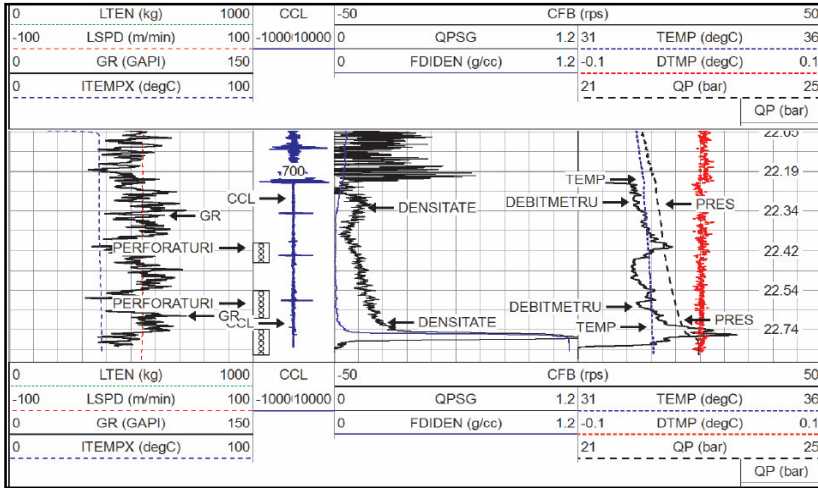 0 LTEN (kg) 1000 CCL -50 CFB (rps) 50
-100 LSPD (m/min) 100 -1000 10000 0 QPSG 1.2 31 TEMP (degC) 36
0 GR (GAPI) 150 0 FDIDEN (g/cc) 1.2 -0.1 DTMP (degC) 0.1
0 ITEMPX (degC) 100 21 QP (bar) 25
QP (bar)
22.05
700 TEMP 22.19
CCL DEBITMETRU PRES
GR DENSITATE 22.34
PERFORATURI 22.42
22.54
PERFORATURI DEBITMETRU
GR CCL DENSITATE TEMP PRES
22.74
0 LTEN (kg) 1000 CCL -50 CFB (rps) 50
-100 LSPD (m/min) 100 -1000 10000 0 QPSG 1.2 31 TEMP (degC) 36
0 GR (GAPI) 150 0 FDIDEN (g/cc) 1.2 -0.1 DTMP (degC) 0.1
0 ITEMPX (degC) 100 21 QP (bar) 25
QP (bar)